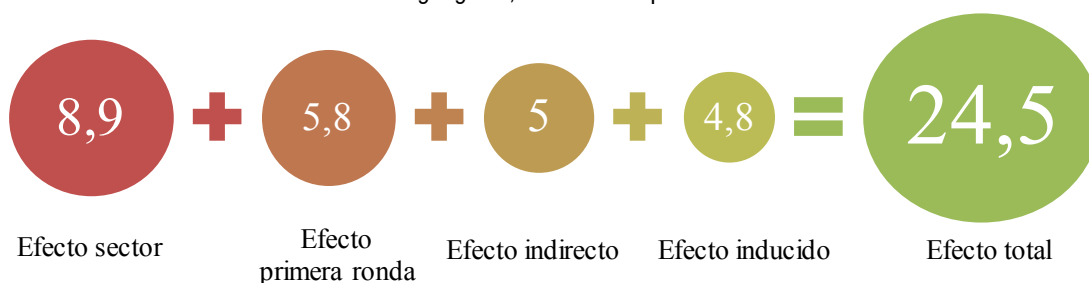 8,9 + 5,8 + 5 + 4,8 = 24,5
Efecto sector
Efecto
primera ronda
Efecto indirecto
Efecto inducido
Efecto total